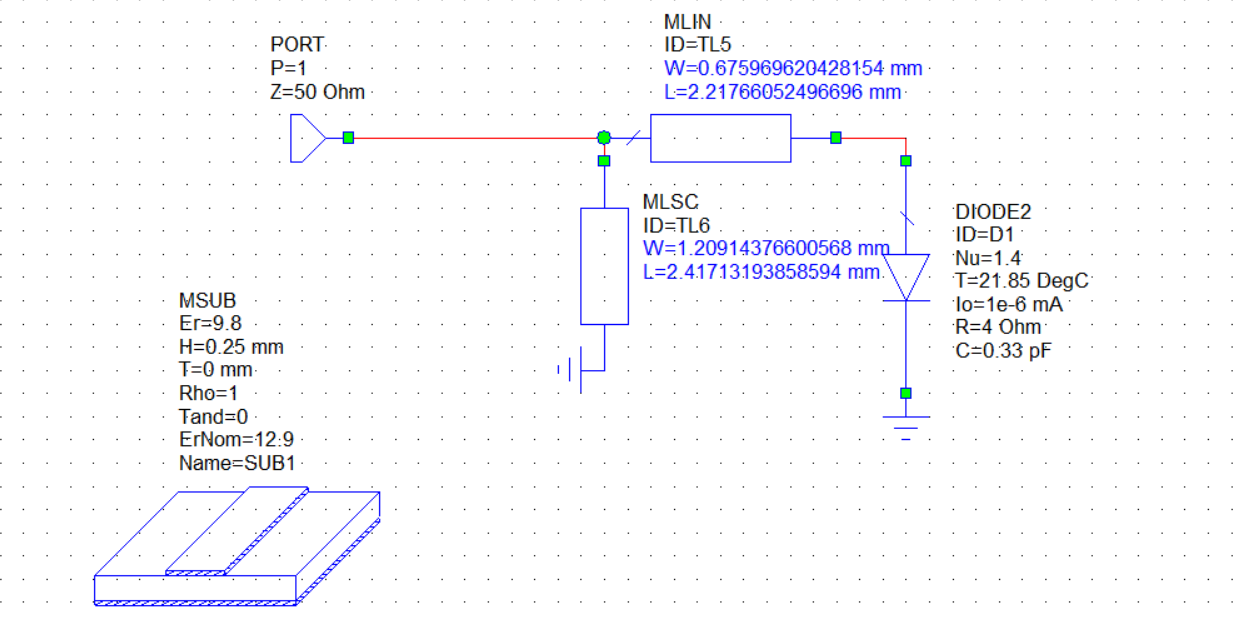 MLIN
ID=TL5
W=0.675969620428154 mm
L=2.21766052496696 mm
PORT
P=1
Z=50 Ohm
MLSC
ID=TL6
W=1.20914376600568 mm
L=2.41713193858594 mm
DIODE2
ID=D1
Nu=1.4
T=21.85 DegC
Io=1e-6 mA
R=4 Ohm
C=0.33 pF
MSUB
Er=9.8
H=0.25 mm
T=0 mm
Rho=1
Tand=0
ErNom=12.9
Name=SUB1